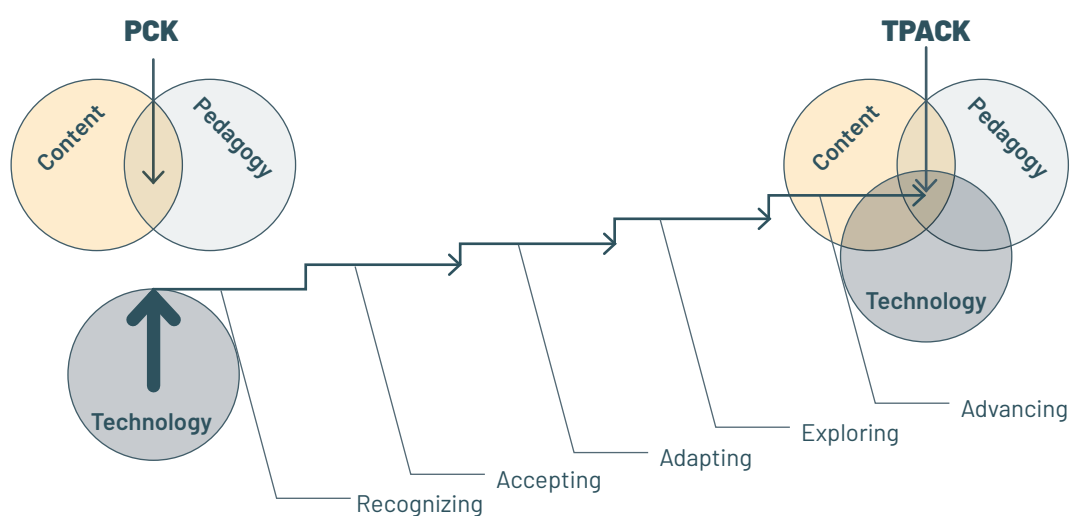 PCK
TPACK
Content
Pedagogy
Content
Pedagogy
Technology
Technology
Advancing
Exploring
Adapting
Accepting
Recognizing